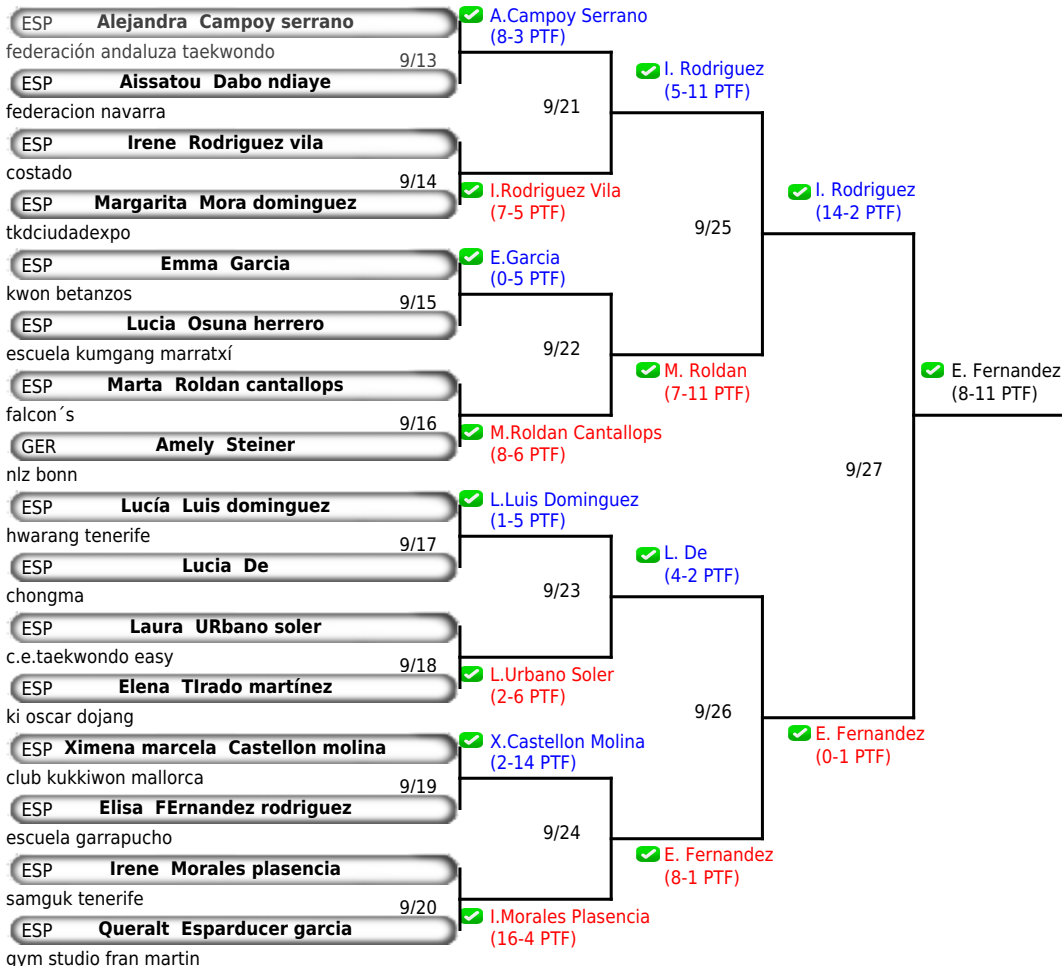 ESP Alejandra Campoy serrano
federación andaluza taekwondo
9/13
ESP Aissatou Dabo ndiaye
federacion navarra
ESP Irene Rodriguez vila
costado
9/14
ESP Margarita Mora dominguez
tkdciudadexpo
ESP Emma Garcia
kwon betanzos
9/15
ESP Lucia Osuna herrero
escuela kumgang marratxí
ESP Marta Roldan cantallops
falcon´s
9/16
GER Amely Steiner
nlz bonn
ESP Lucía Luis dominguez
hwarang tenerife
9/17
ESP Lucia De
chongma
ESP Laura URbano soler
c.e.taekwondo easy
9/18
ESP Elena TIrado martínez
ki oscar dojang
ESP Ximena marcela Castellon molina
club kukkiwon mallorca
9/19
ESP Elisa FErnandez rodriguez
escuela garrapucho
ESP Irene Morales plasencia
samguk tenerife
9/20
ESP Queralt Esparducer garcia
gym studio fran martin
A.Campoy Serrano
(8-3 PTF)
9/21
I.Rodriguez Vila
(7-5 PTF)
E.Garcia
(0-5 PTF)
9/22
M.Roldan Cantallops
(8-6 PTF)
L.Luis Dominguez
(1-5 PTF)
9/23
L.Urbano Soler
(2-6 PTF)
X.Castellon Molina
(2-14 PTF)
9/24
I.Morales Plasencia
(16-4 PTF)
I. Rodriguez
(5-11 PTF)
9/25
M. Roldan
(7-11 PTF)
L. De
(4-2 PTF)
9/26
E. Fernandez
(8-1 PTF)
I. Rodriguez
(14-2 PTF)
9/27
E. Fernandez
(0-1 PTF)
E. Fernandez
(8-11 PTF)